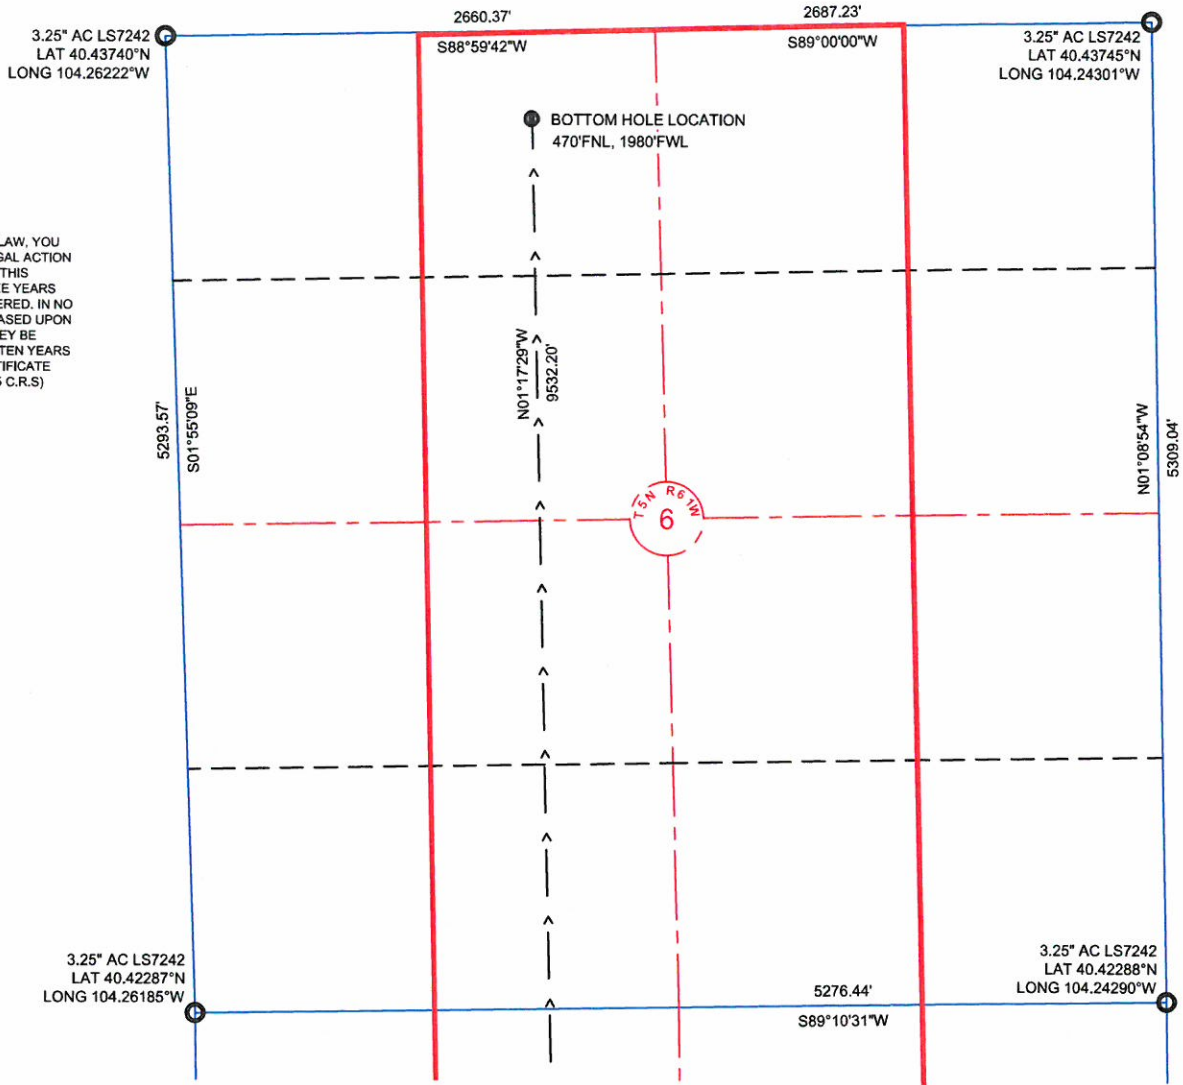 2660.37'
2687.23'
3.25" AC LS7242
LAT 40.43740°N
LONG 104.26222°W
S88°59'42"W
S89°00'00"W
3.25" AC LS7242
LAT 40.43745°N
LONG 104.24301°W
BOTTOM HOLE LOCATION
470'FNL, 1980'FWL
LAW, YOU
GAL ACTION
THIS
E YEARS
ERED. IN NO
ASED UPON
EY BE
TEN YEARS
TIFICATE
C.R.S)
5293.57'
S01°55'09"E
N01°17'29"W
9532.20'
N01°08'54"W
5309.04'
T 5N R61W
6
3.25" AC LS7242
LAT 40.42287°N
LONG 104.26185°W
3.25" AC LS7242
LAT 40.42288°N
LONG 104.24290°W
5276.44'
S89°10'31"W